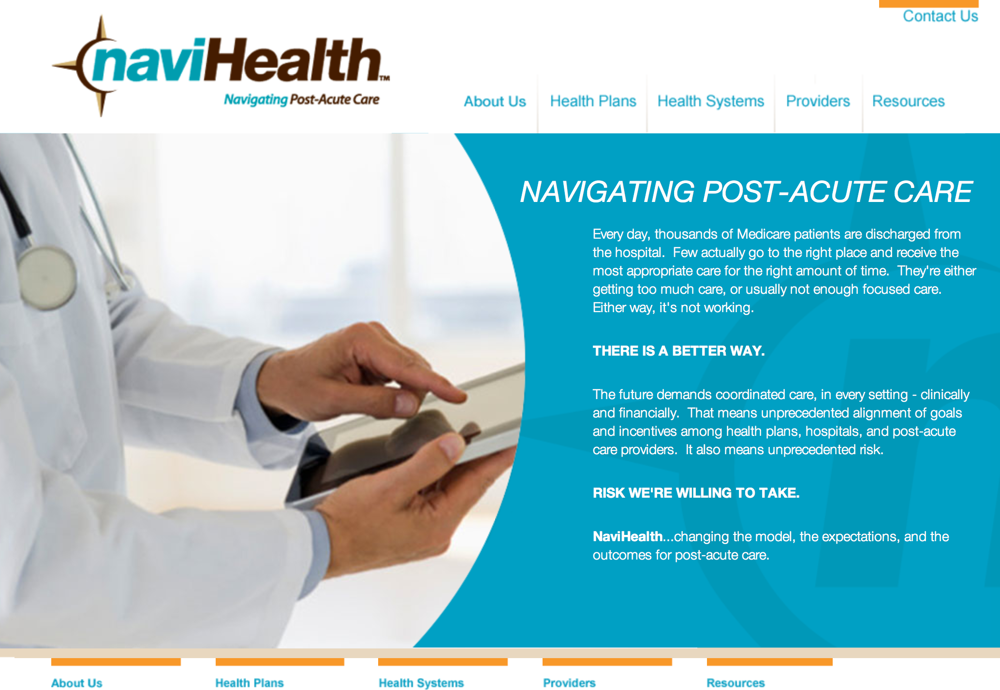 Contact Us
naviHealth™
Navigating Post-Acute Care
About Us
Health Plans
Health Systems
Providers
Resources
NAVIGATING POST-ACUTE CARE
Every day, thousands of Medicare patients are discharged from
the hospital.  Few actually go to the right place and receive the
most appropriate care for the right amount of time.  They're either
getting too much care, or usually not enough focused care.
Either way, it's not working.
THERE IS A BETTER WAY.
The future demands coordinated care, in every setting - clinically
and financially.  That means unprecedented alignment of goals
and incentives among health plans, hospitals, and post-acute
care providers.  It also means unprecedented risk.
RISK WE'RE WILLING TO TAKE.
NaviHealth...changing the model, the expectations, and the
outcomes for post-acute care.
About Us
Health Plans
Health Systems
Providers
Resources